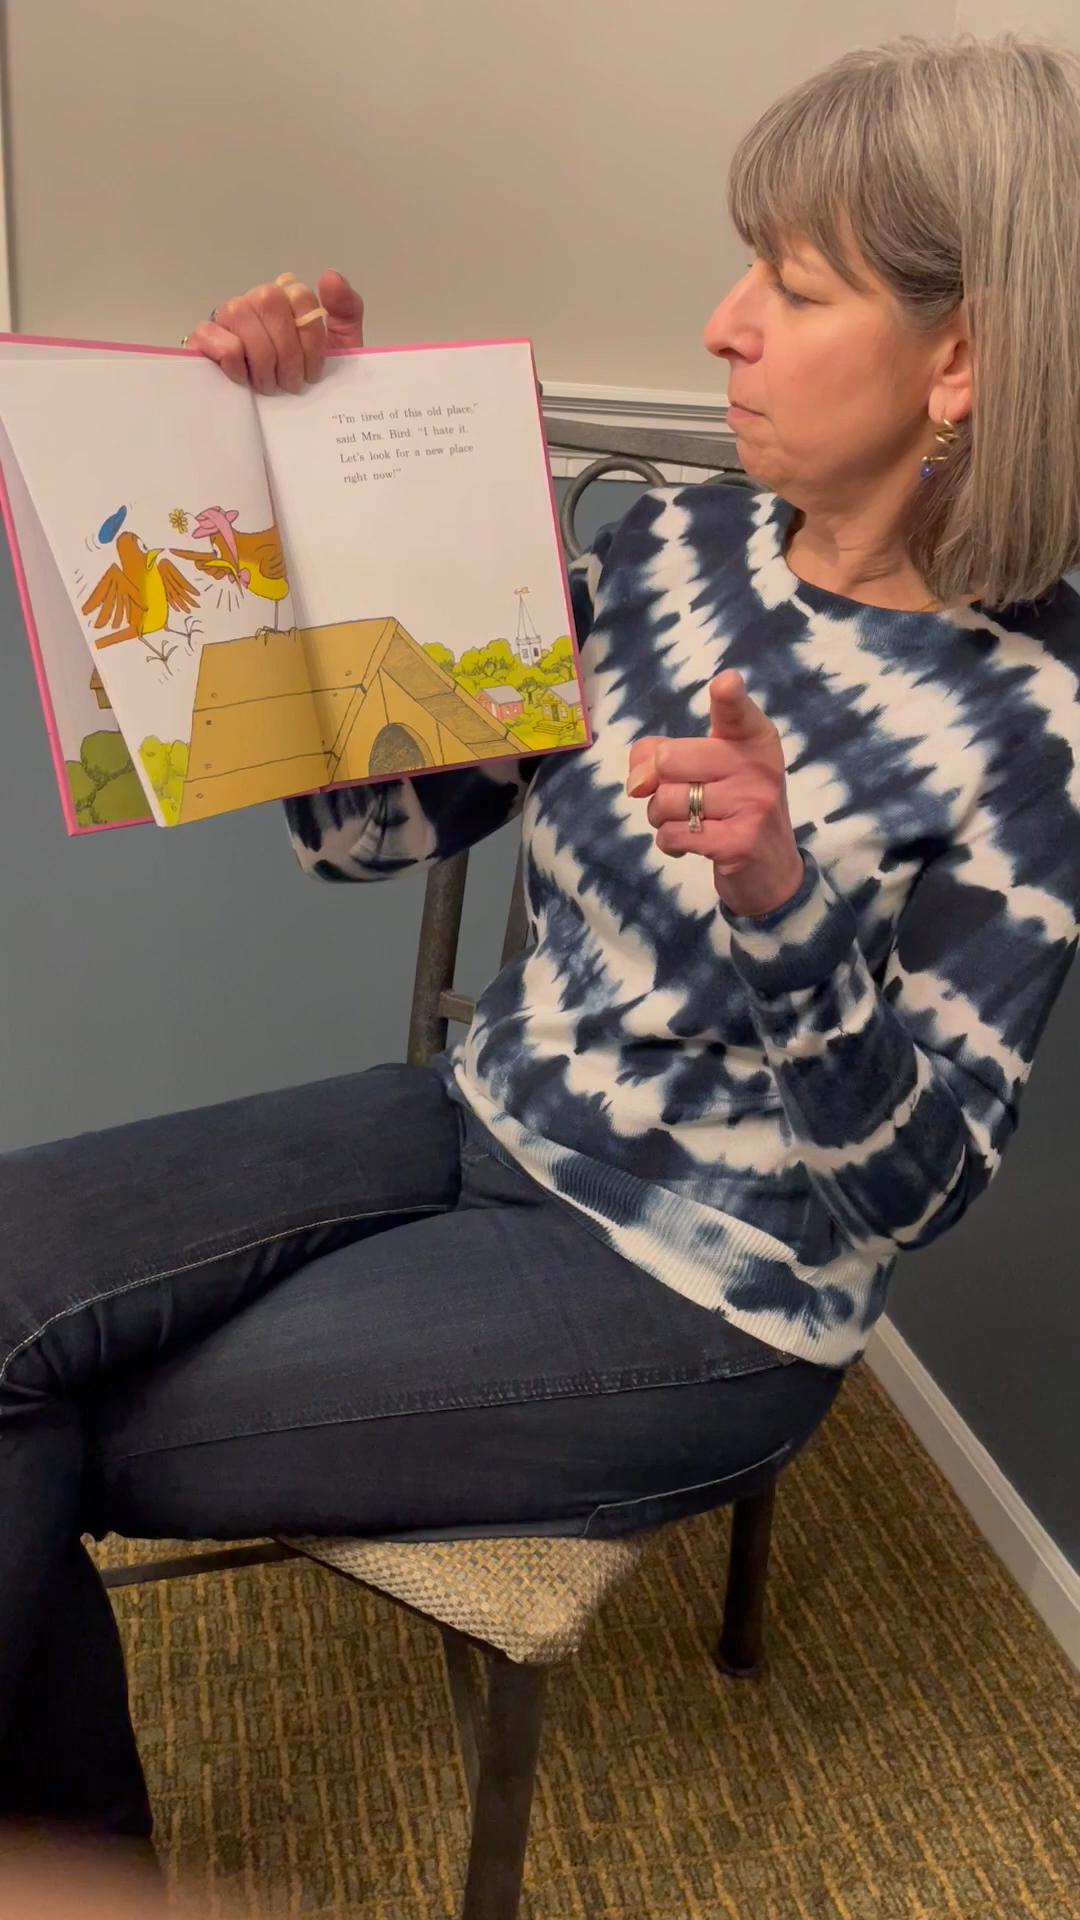 "I'm tired of this old place,"
said Mrs. Bird. "I hate it.
Let's look for a new place
right now!"